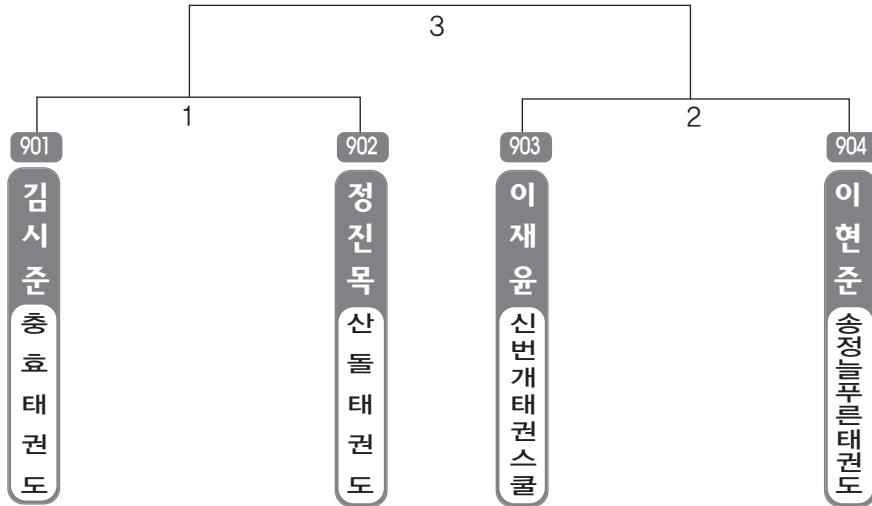 3
1
2
901
902
903
904
김시준
정진목
이재윤
이현준
충효태권도
산돌태권도
신번개태권스쿨
송정늘푸른태권도